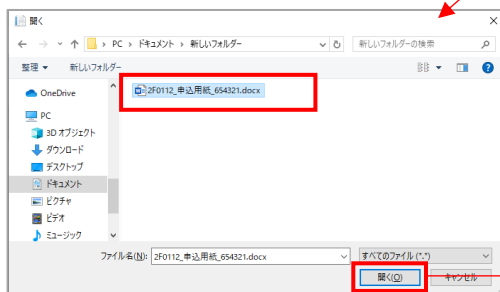 開く
PC › ドキュメント › 新しいフォルダー
新しいフォルダーの検索
整理 新しいフォルダー
OneDrive
2F0112_申込用紙_654321.docx
PC
3D オブジェクト
ダウンロード
デスクトップ
ドキュメント
ピクチャ
ビデオ
ミュージック
ファイル名(N): 2F0112_申込用紙_654321.docx すべてのファイル (*.*)
開く(O) キャンセル